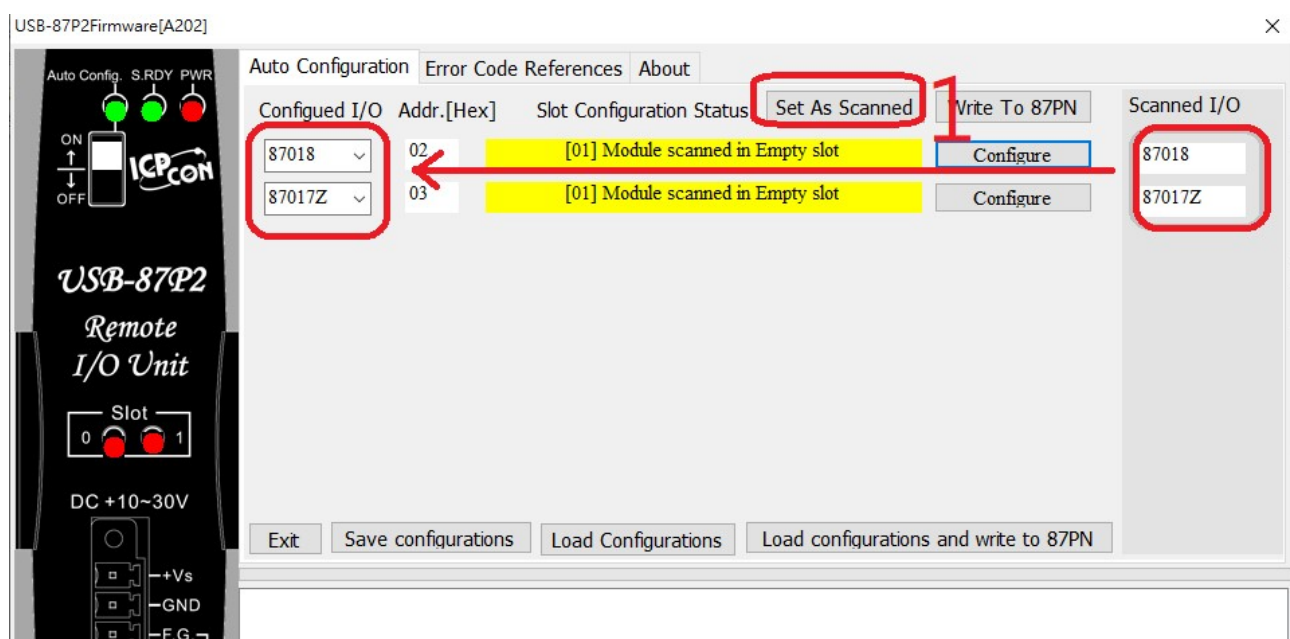 USB-87P2Firmware[A202]
Auto Config. S.RDY PWR
ON
OFF
ICP CON
USB-87P2
Remote
I/O Unit
Slot
0 1
DC +10~30V
+Vs
GND
F.G
Auto Configuration Error Code References About
Configued I/O Addr.[Hex] Slot Configuration Status Set As Scanned 1 Write To 87PN Scanned I/O
87018 02 [01] Module scanned in Empty slot Configure 87018
87017Z 03 [01] Module scanned in Empty slot Configure 87017Z
Exit Save configurations Load Configurations Load configurations and write to 87PN